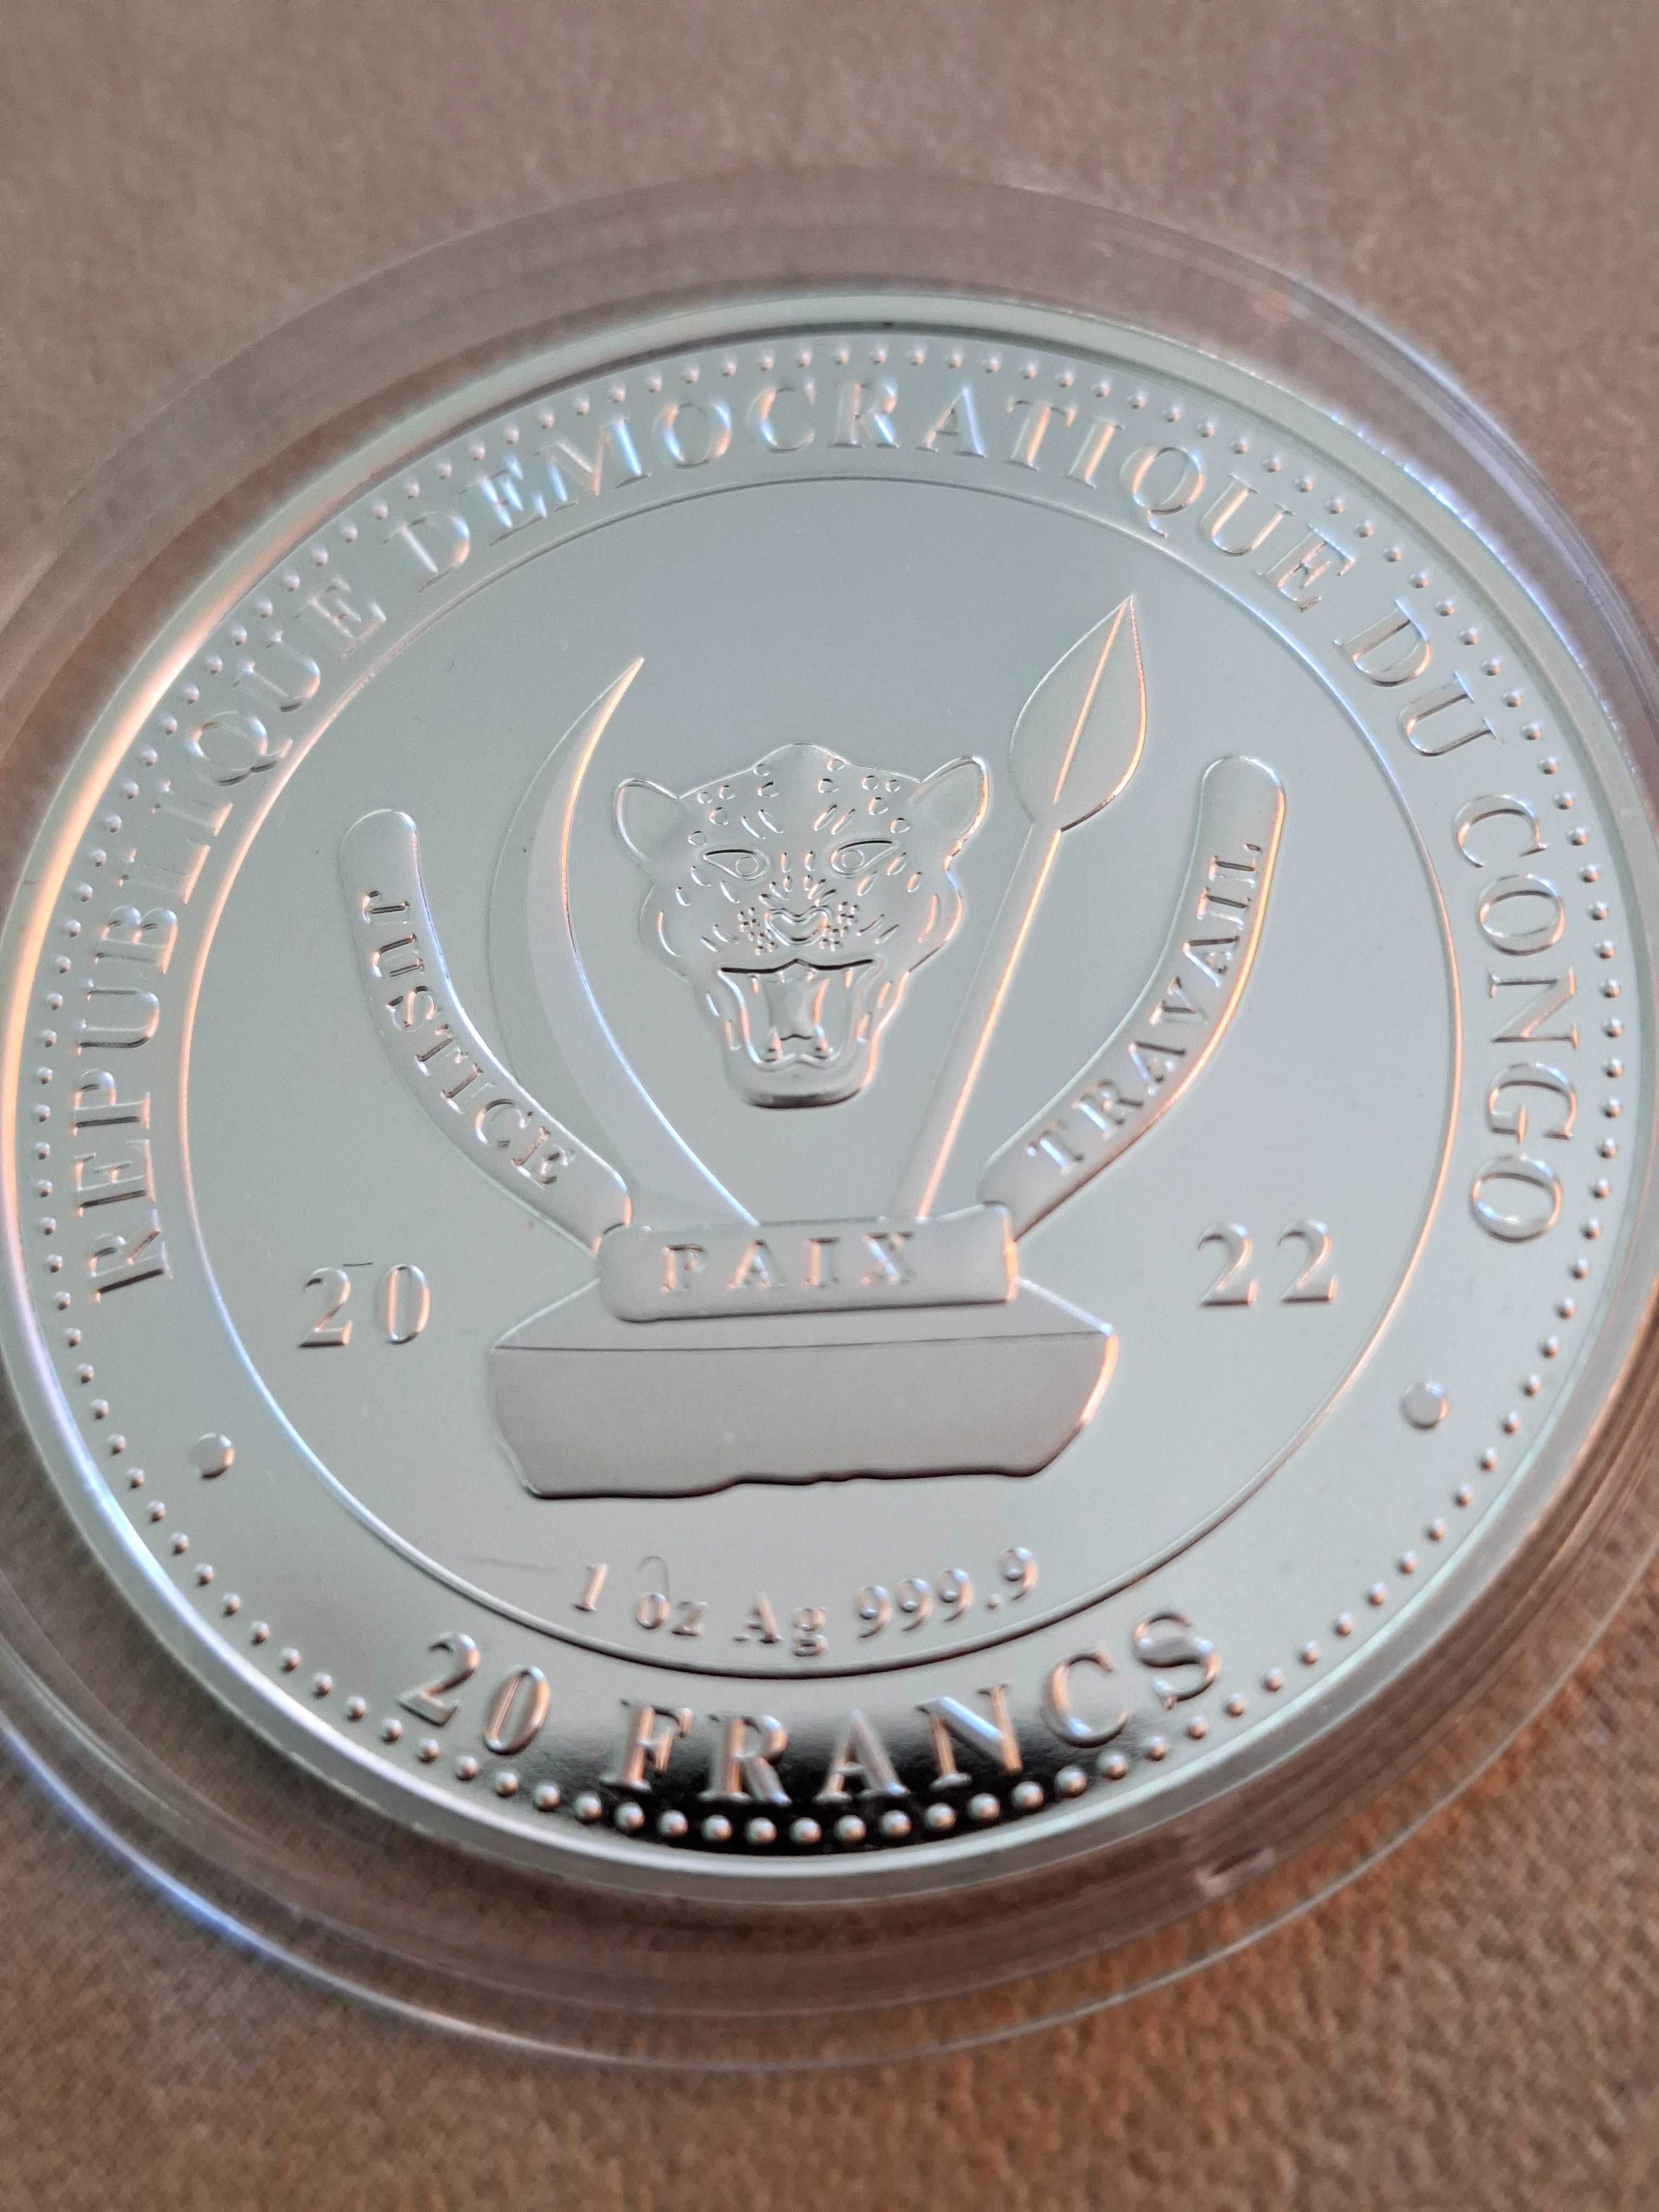 REPUBLIQUE DEMOCRATIQUE DU CONGO
JUSTICE
TRAVAIL
PAIX
20 22
1 oz Ag 999.9
20 FRANCS